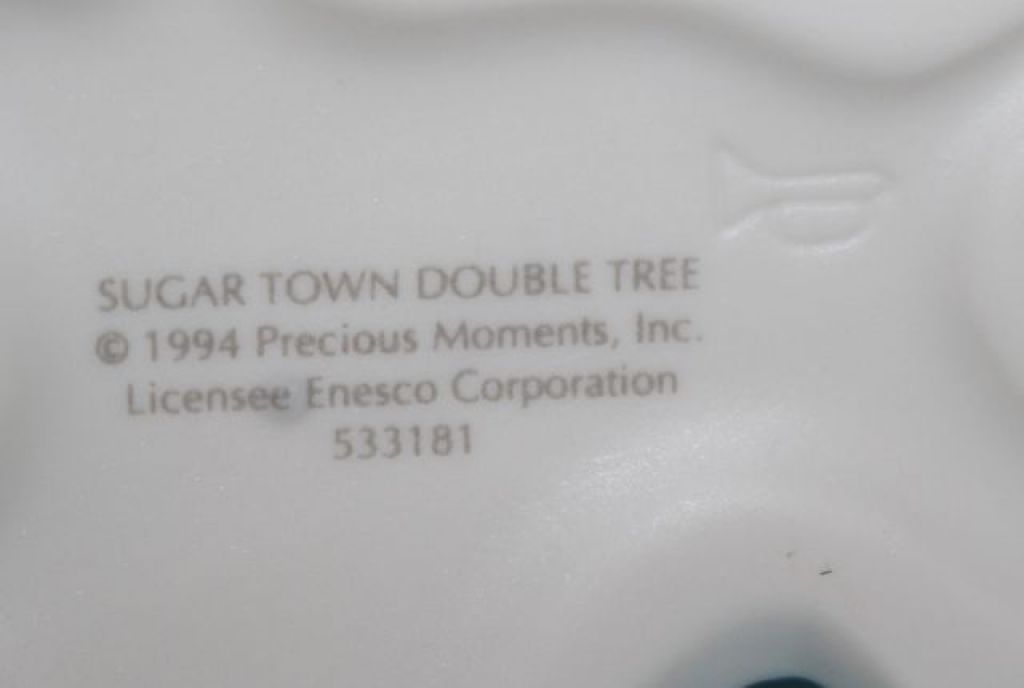 SUGAR TOWN DOUBLE TREE
© 1994 Precious Moments, Inc.
Licensee Enesco Corporation
533181